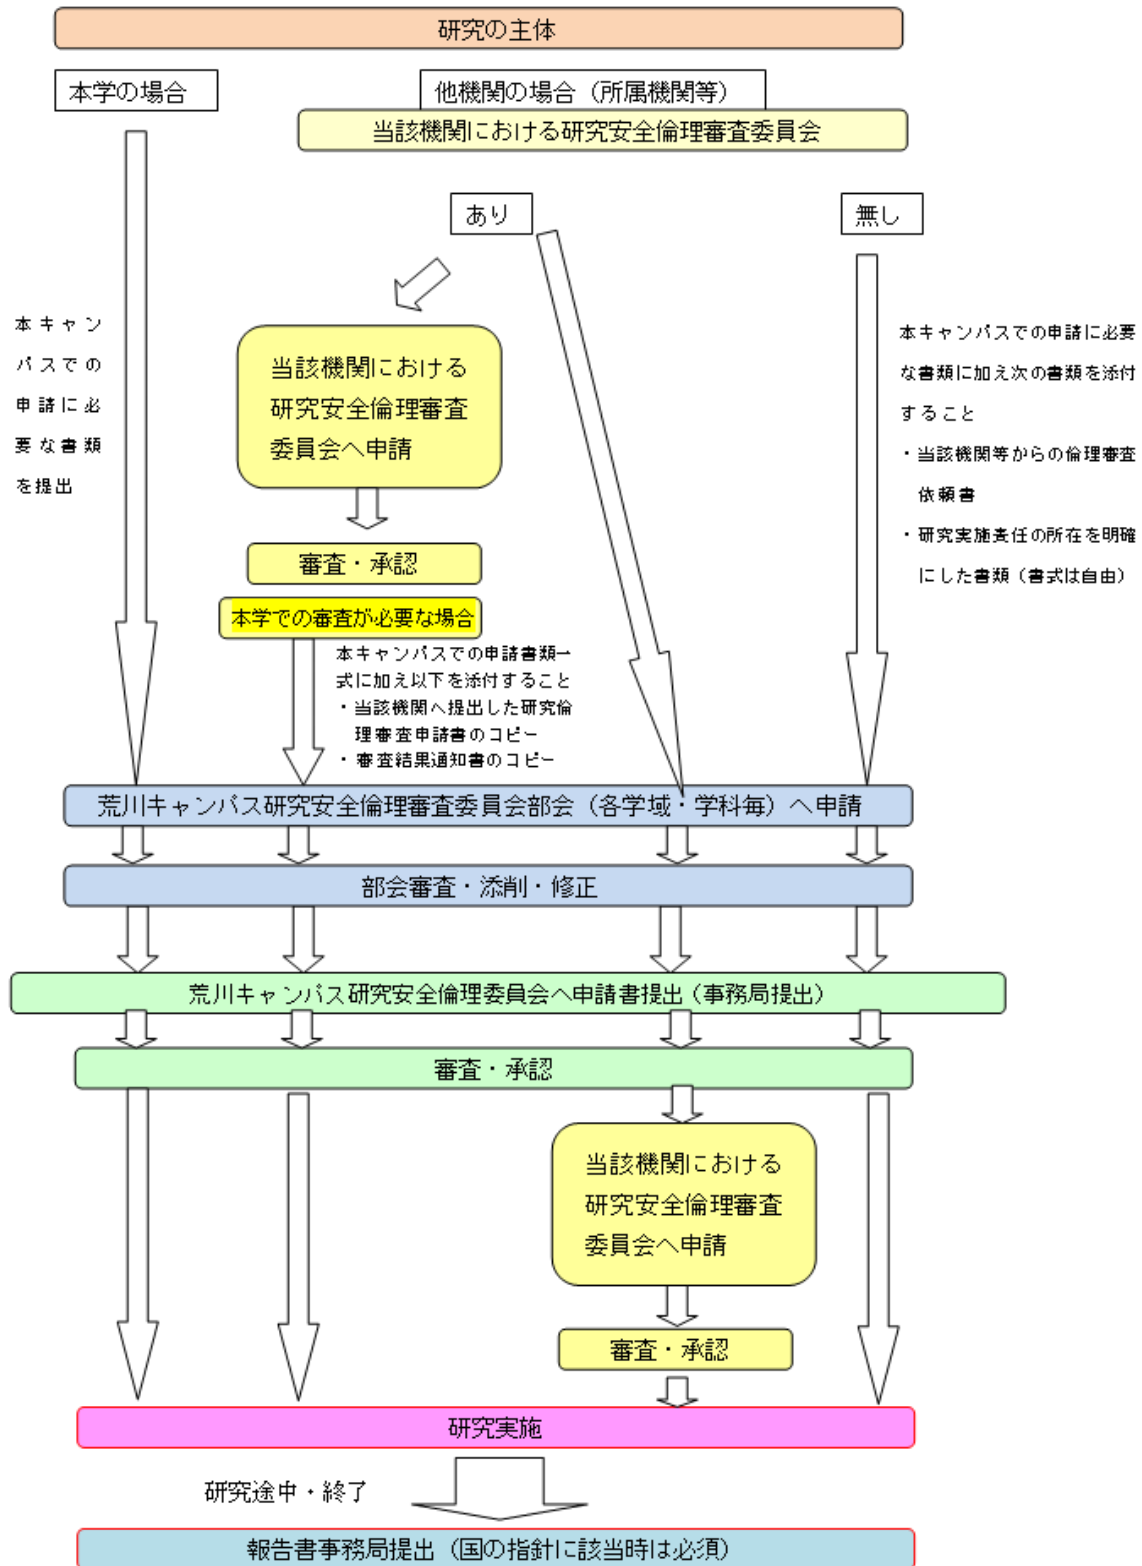 研究の主体
本学の場合
他機関の場合（所属機関等）
当該機関における研究安全倫理審査委員会
あり
無し
本キャン
パスでの
申請に必
要な書類
を提出
当該機関における
研究安全倫理審査
委員会へ申請
本キャンパスでの申請に必要
な書類に加え次の書類を添付
すること
・当該機関等からの倫理審査
依頼書
・研究実施責任の所在を明確
にした書類（書式は自由）
審査・承認
本学での審査が必要な場合
本キャンパスでの申請書類一
式に加え以下を添付すること
・当該機関へ提出した研究倫
理審査申請書のコピー
・審査結果通知書のコピー
荒川キャンパス研究安全倫理審査委員会部会（各学域・学科毎）へ申請
部会審査・添削・修正
荒川キャンパス研究安全倫理委員会へ申請書提出（事務局提出）
審査・承認
当該機関における
研究安全倫理審査
委員会へ申請
審査・承認
研究実施
研究途中・終了
報告書事務局提出（国の指針に該当時は必須）